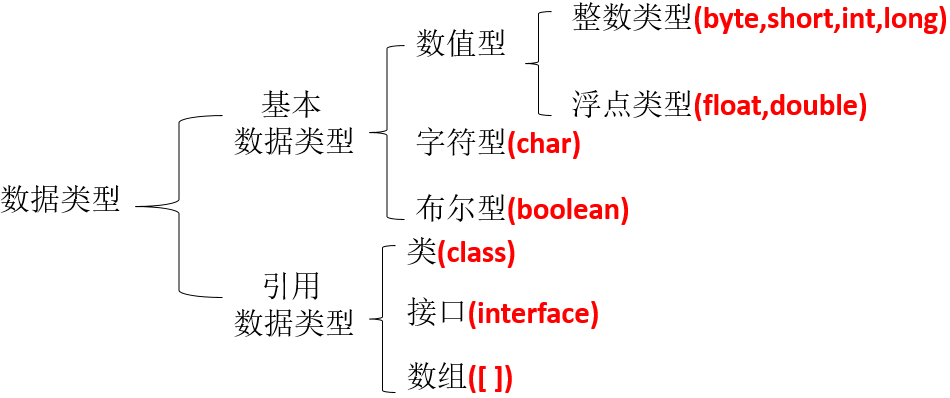 数据类型
基本
数据类型
数值型
整数类型(byte,short,int,long)
浮点类型(float,double)
字符型(char)
布尔型(boolean)
引用
数据类型
类(class)
接口(interface)
数组([ ])